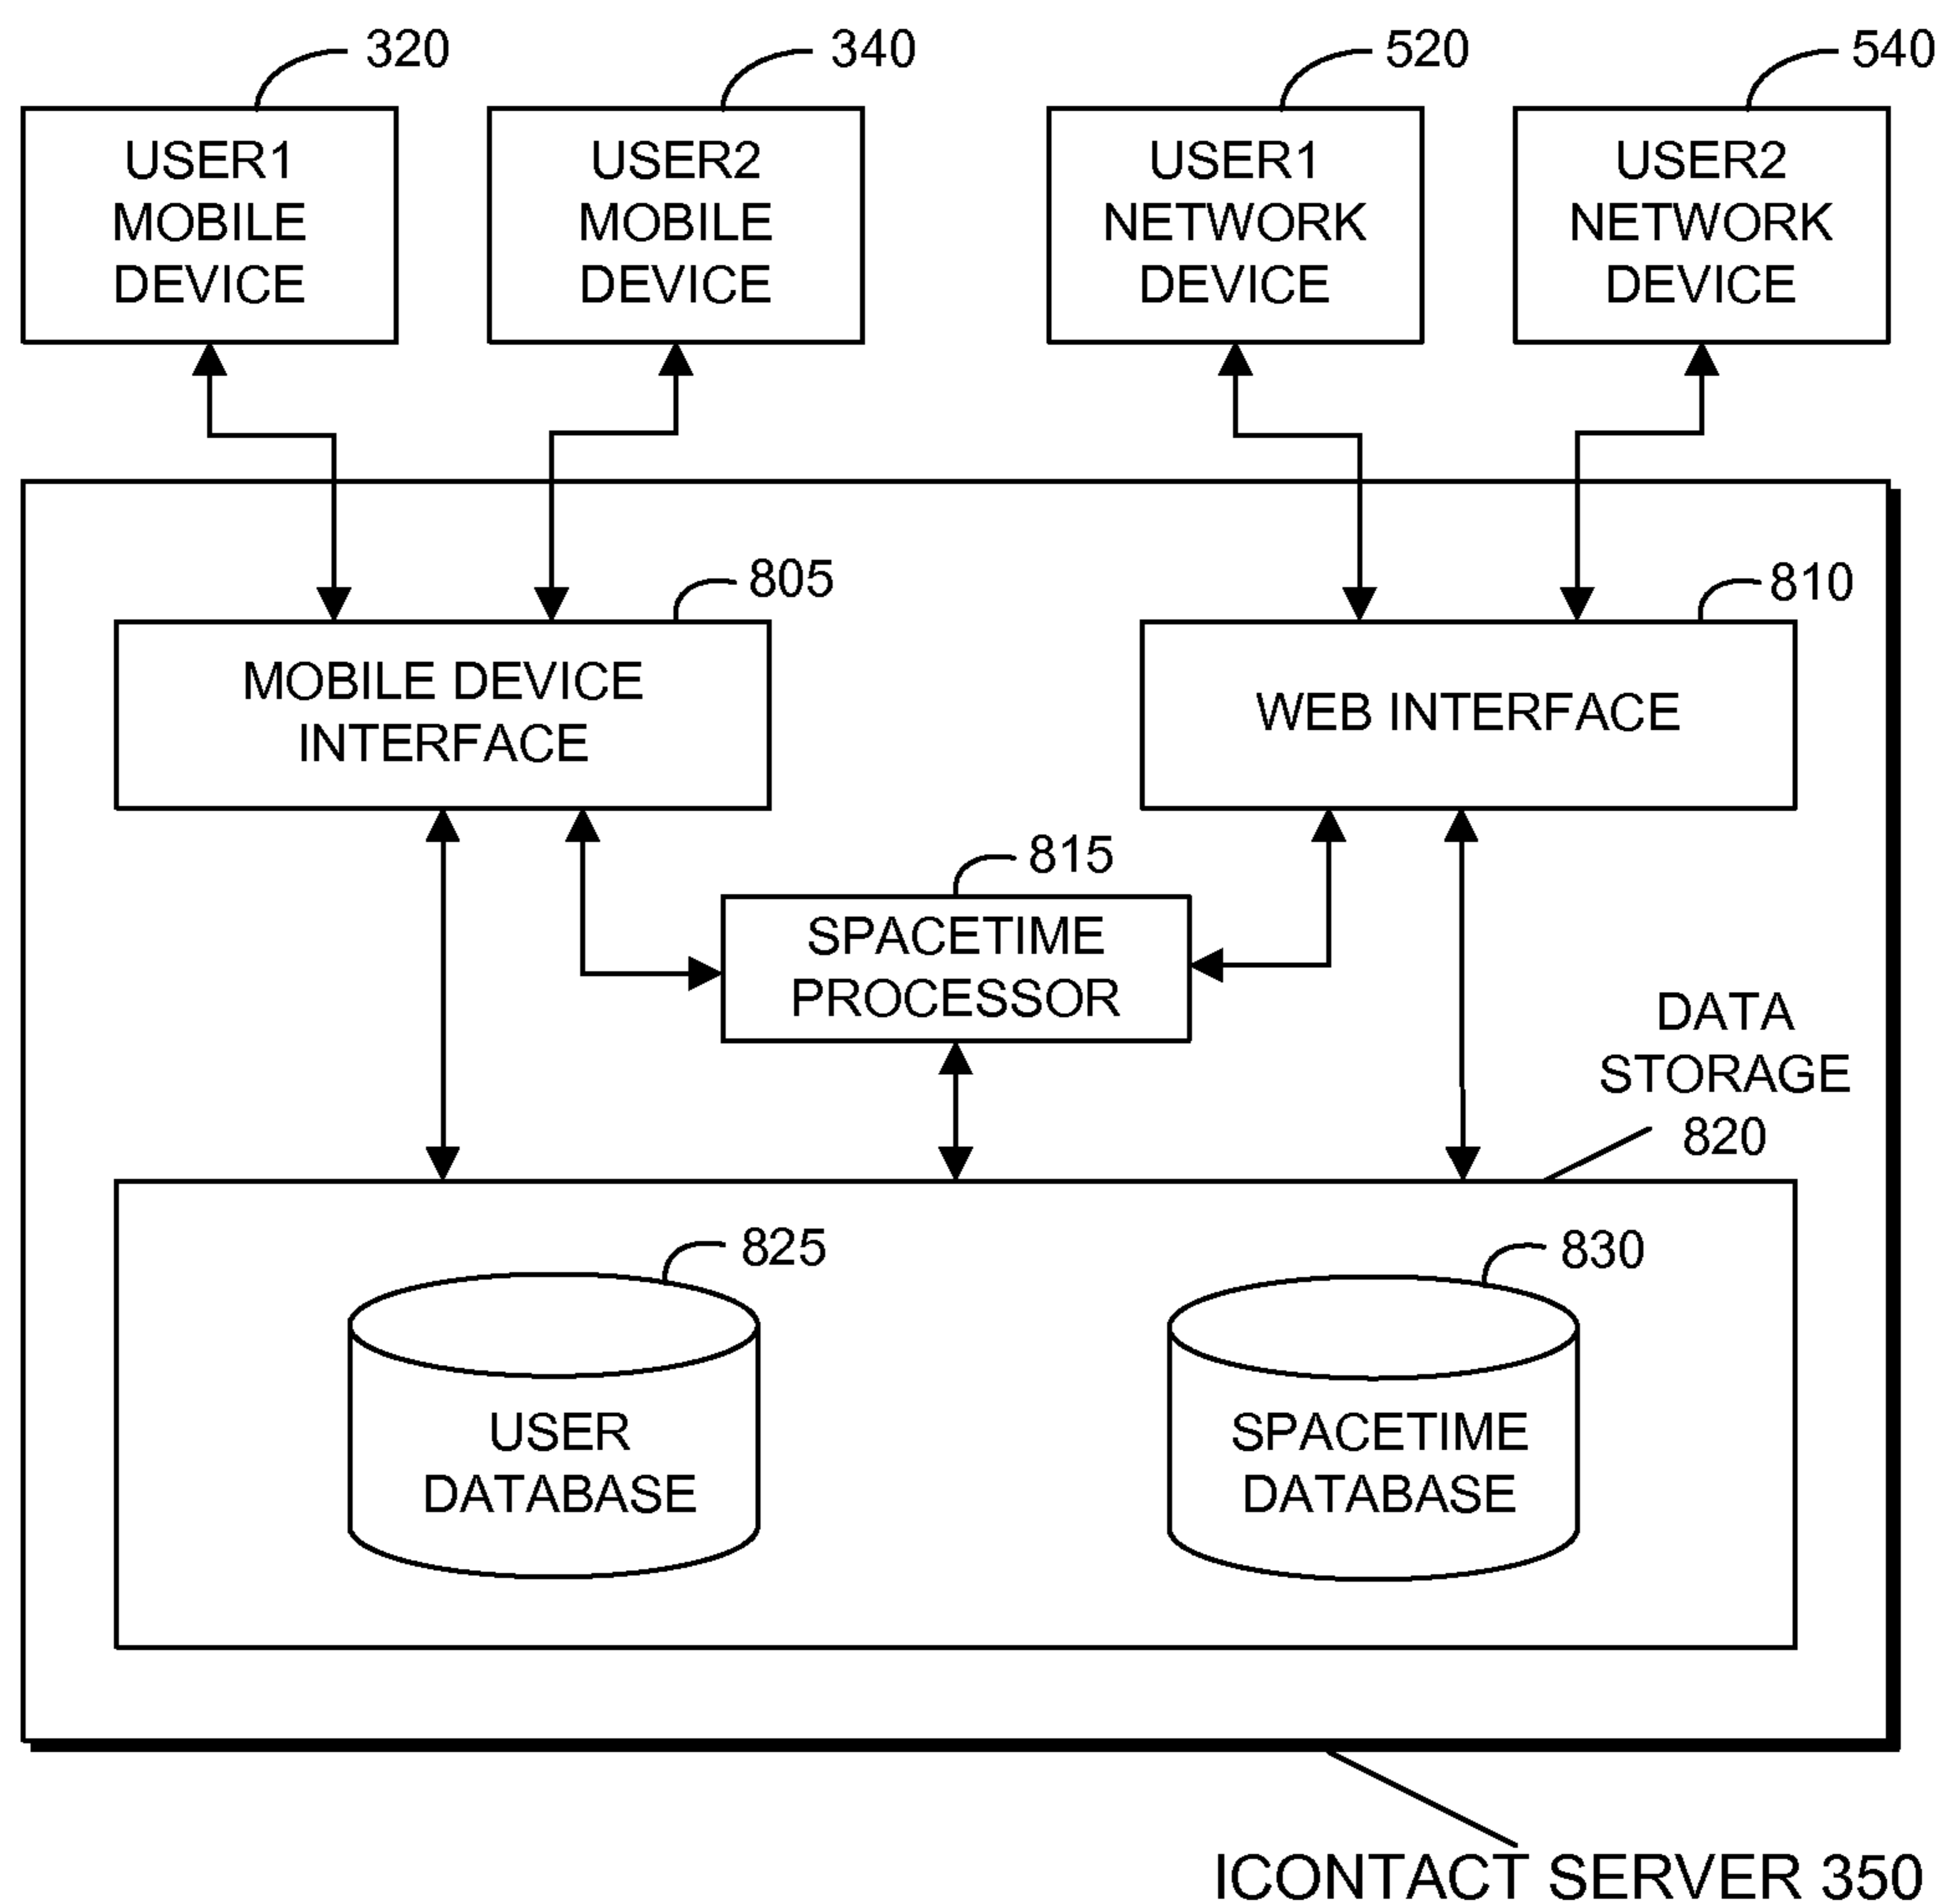 320
340
520
540
USER1
MOBILE
DEVICE
USER2
MOBILE
DEVICE
USER1
NETWORK
DEVICE
USER2
NETWORK
DEVICE
805
810
MOBILE DEVICE
INTERFACE
WEB INTERFACE
815
SPACETIME
PROCESSOR
DATA
STORAGE
820
825
830
USER
DATABASE
SPACETIME
DATABASE
ICONTACT SERVER 350